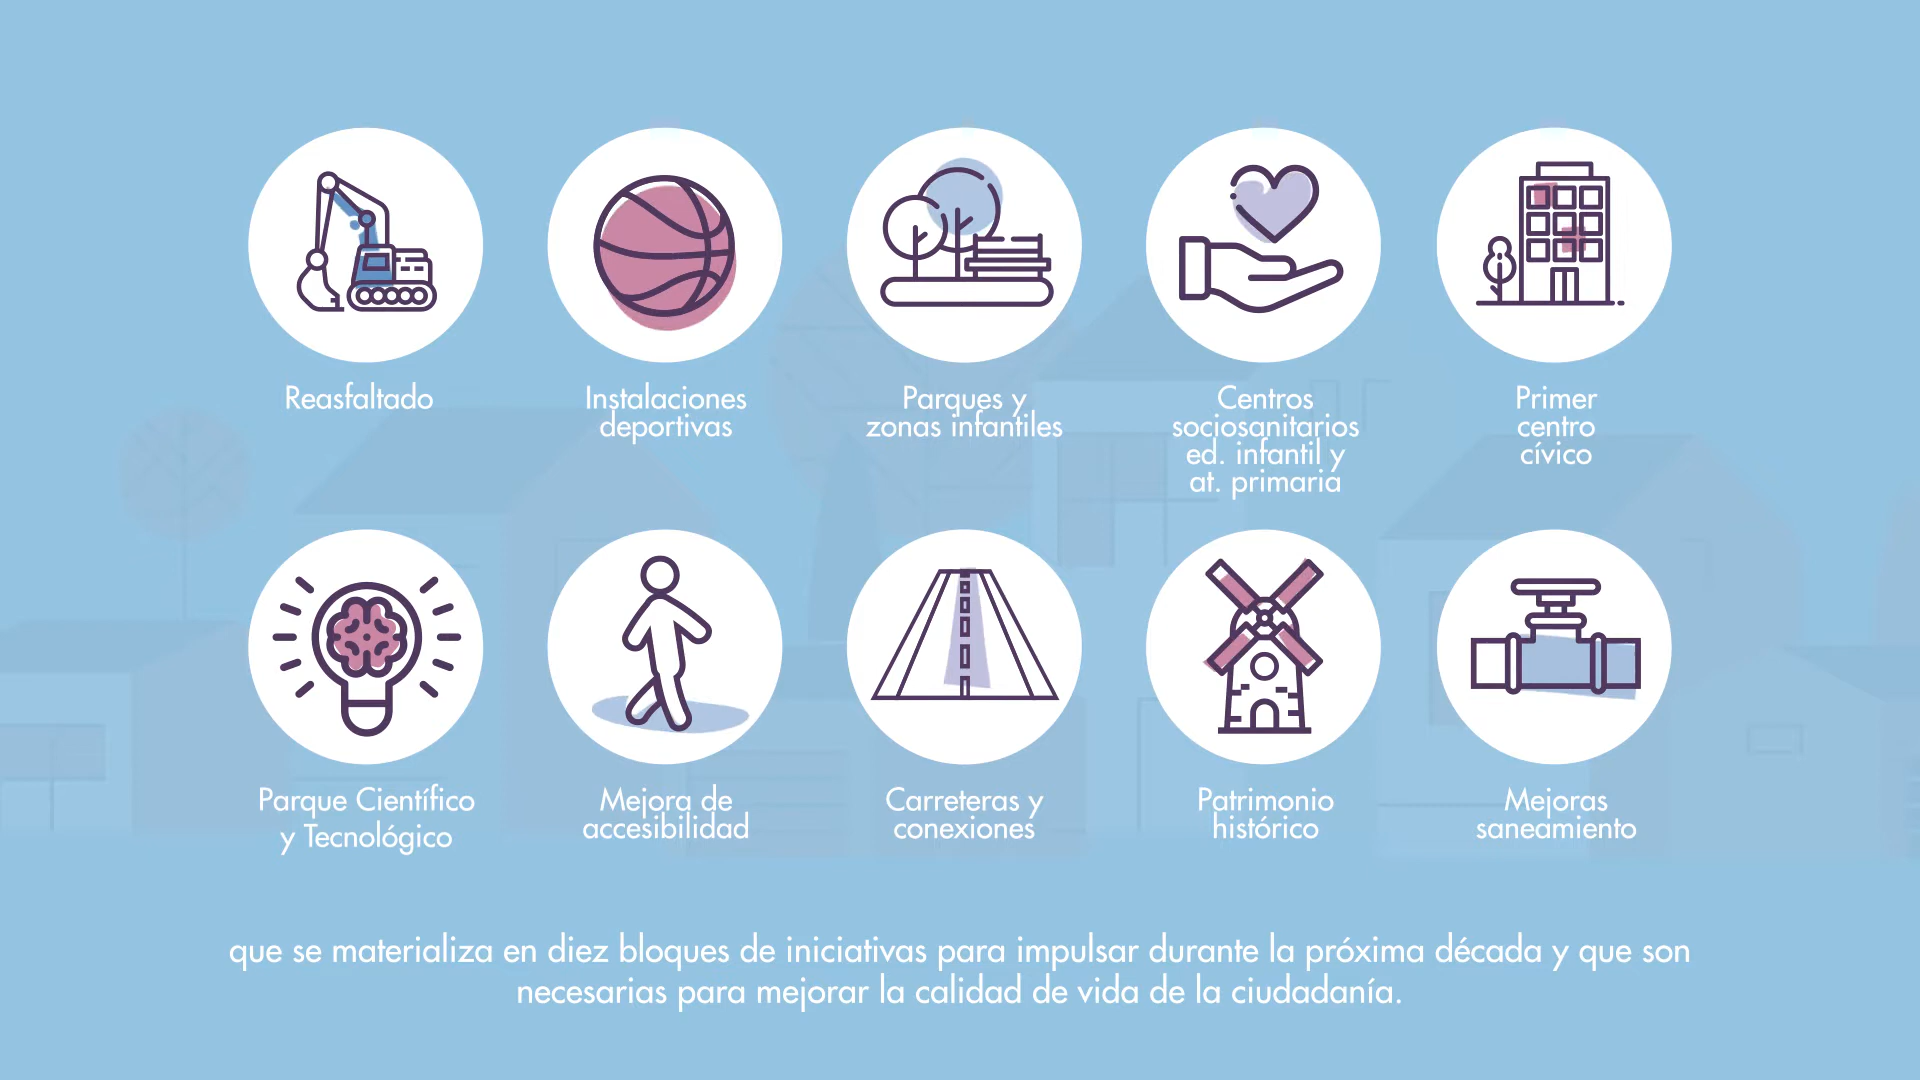 Reasfaltado
Instalaciones
deportivas
Parques y
zonas infantiles
Centros
sociosanitarios
ed. infantil y
at. primaria
Primer
centro
cívico
Parque Científico
y Tecnológico
Mejora de
accesibilidad
Carreteras y
conexiones
Patrimonio
histórico
Mejoras
saneamiento
que se materializa en diez bloques de iniciativas para impulsar durante la próxima década y que son
necesarias para mejorar la calidad de vida de la ciudadanía.